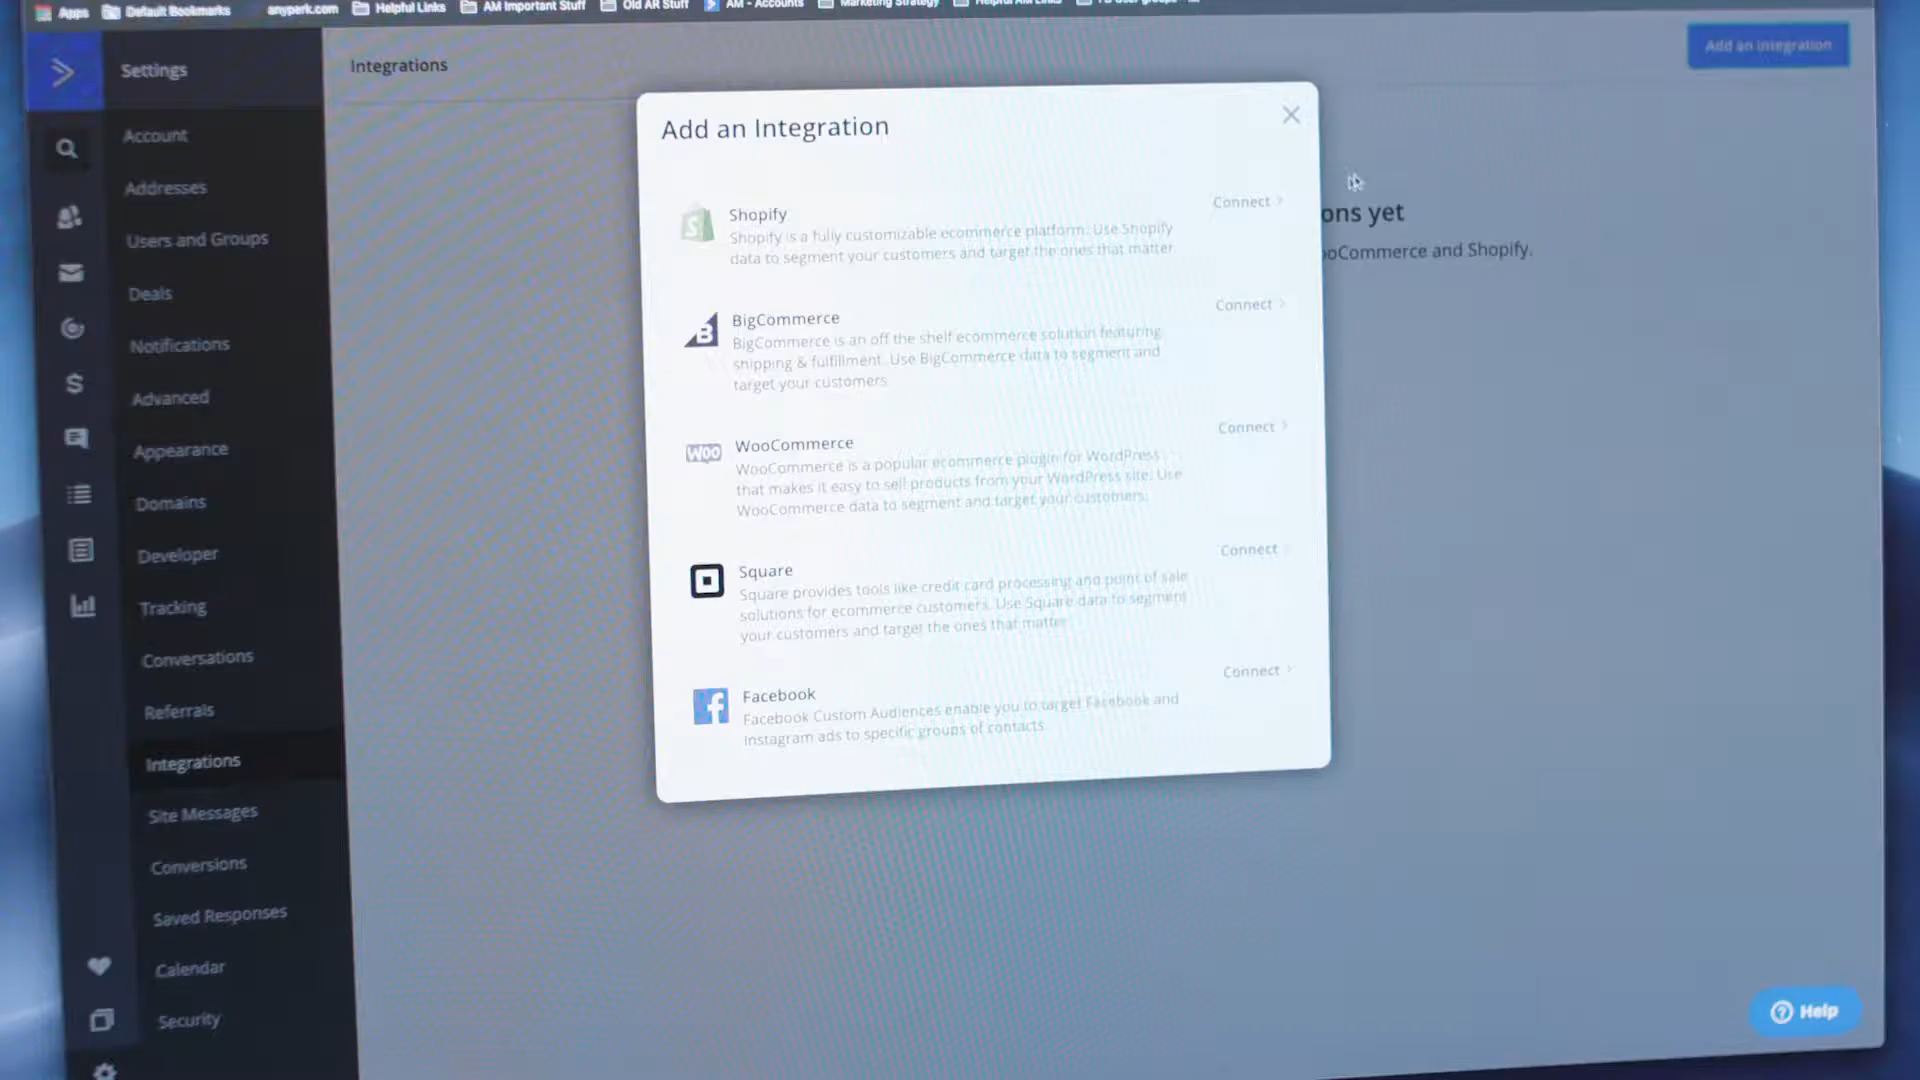 Apps Default Bookmarks anyperk.com Helpful Links AM Important Stuff Old AR Stuff AM - Accounts Marketing Strategy
Settings
Integrations
Add an Integration
Account
Addresses
Users and Groups
Deals
Notifications
Advanced
Appearance
Domains
Developer
Tracking
Conversations
Referrals
Integrations
Site Messages
Conversions
Saved Responses
Calendar
Security
Add an Integration
Shopify
Connect
Shopify is a fully customizable ecommerce platform. Use Shopify
data to segment your customers and target the ones that matter.
BigCommerce
Connect
BigCommerce is an off the shelf ecommerce solution featuring
shipping & fulfillment. Use BigCommerce data to segment and
target your customers.
WOO
WooCommerce
Connect
WooCommerce is a popular ecommerce plugin for WordPress
that makes it easy to sell products from your WordPress site. Use
WooCommerce data to segment and target your customers.
Square
Connect
Square provides tools like credit card processing and point of sale
solutions for ecommerce customers. Use Square data to segment
your customers and target the ones that matter.
Facebook
Connect
Facebook Custom Audiences enable you to target Facebook and
Instagram ads to specific groups of contacts.
ons yet
oCommerce and Shopify.
Help